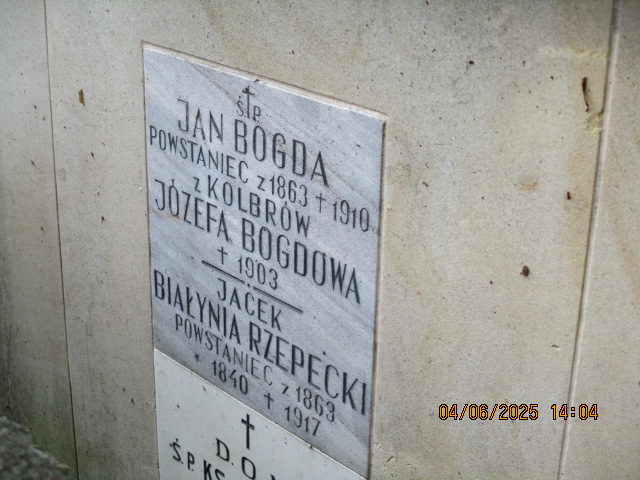 Ś.†P.
JAN BOGDA
POWSTANIEC z 1863 † 1910
z KOLBRÓW
JÓZEFA BOGDOWA
† 1903
JACEK
BIAŁYNIA RZEPECKI
POWSTANIEC z 1863
* 1840 † 1917
†
D.O.
Ś.P. KS
04/06/2025 14:04